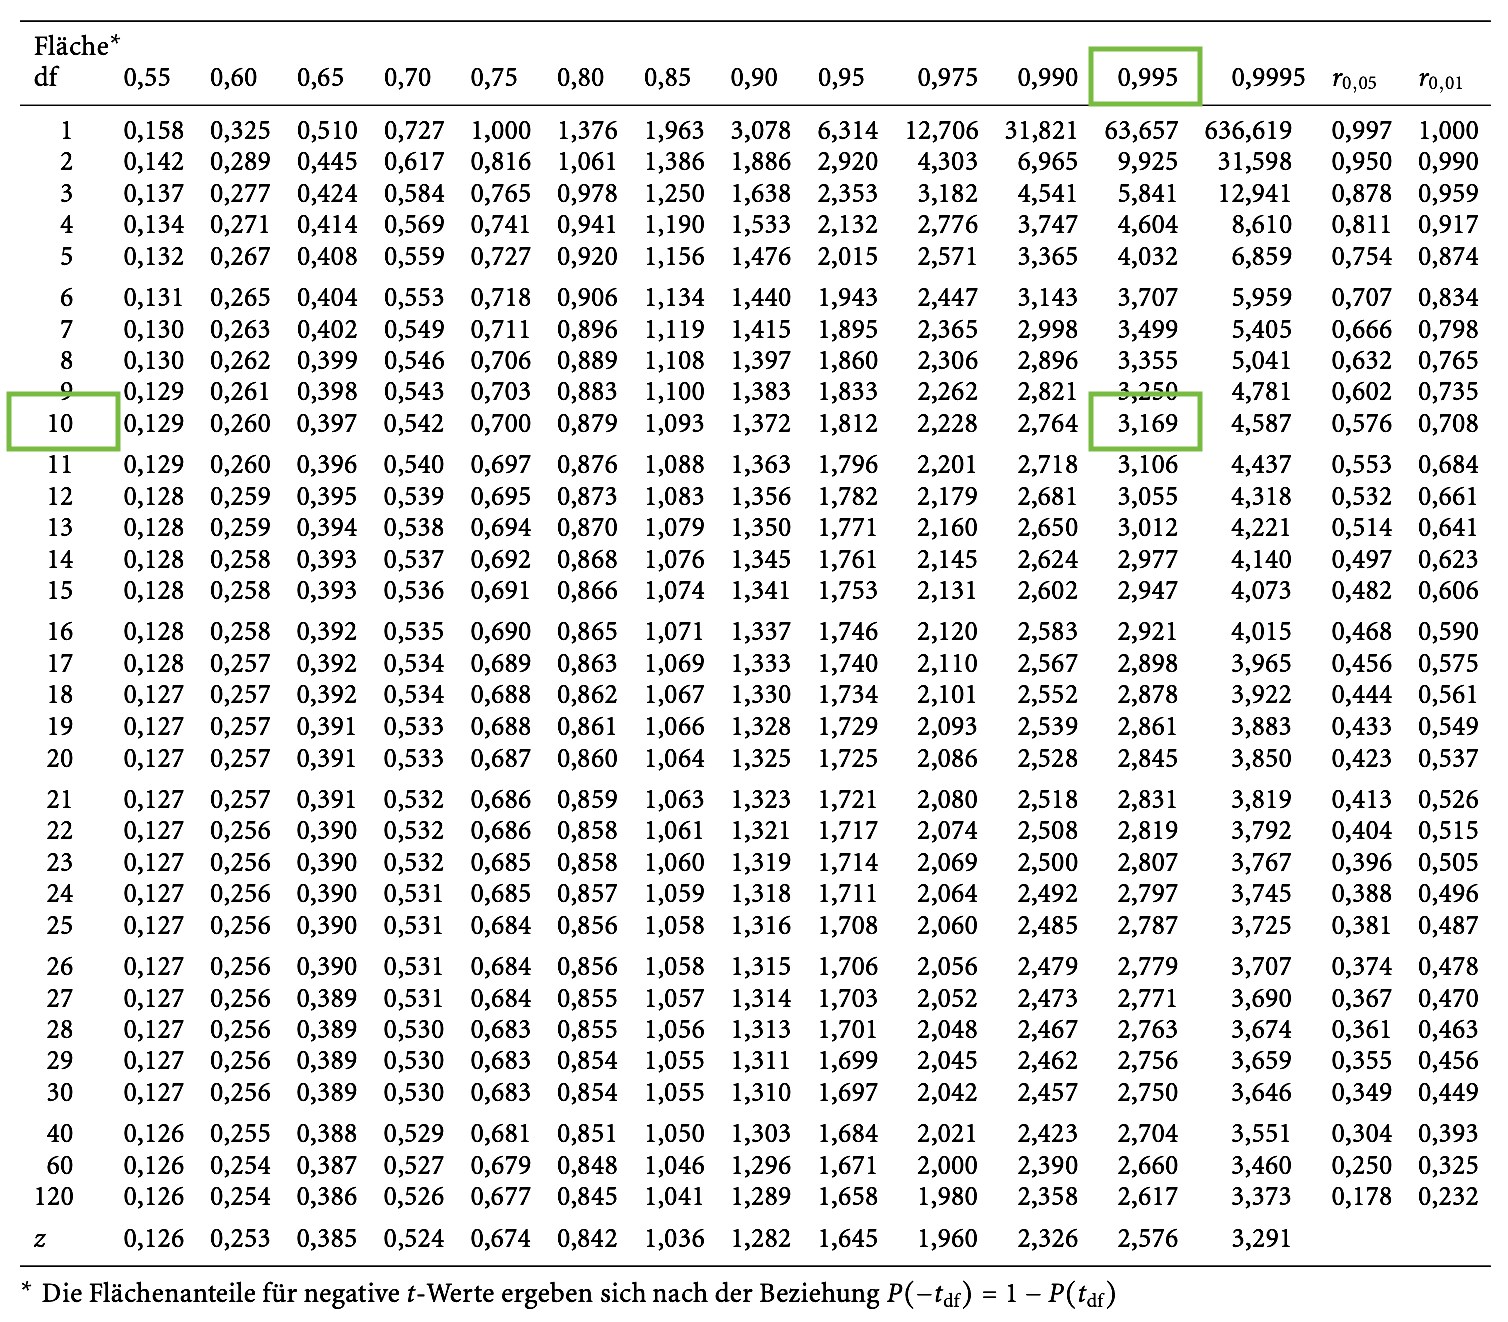 Fläche*
df 0,55 0,60 0,65 0,70 0,75 0,80 0,85 0,90 0,95 0,975 0,990 0,995 0,9995 r0,05 r0,01
1 0,158 0,325 0,510 0,727 1,000 1,376 1,963 3,078 6,314 12,706 31,821 63,657 636,619 0,997 1,000
2 0,142 0,289 0,445 0,617 0,816 1,061 1,386 1,886 2,920 4,303 6,965 9,925 31,598 0,950 0,990
3 0,137 0,277 0,424 0,584 0,765 0,978 1,250 1,638 2,353 3,182 4,541 5,841 12,941 0,878 0,959
4 0,134 0,271 0,414 0,569 0,741 0,941 1,190 1,533 2,132 2,776 3,747 4,604 8,610 0,811 0,917
5 0,132 0,267 0,408 0,559 0,727 0,920 1,156 1,476 2,015 2,571 3,365 4,032 6,859 0,754 0,874
6 0,131 0,265 0,404 0,553 0,718 0,906 1,134 1,440 1,943 2,447 3,143 3,707 5,959 0,707 0,834
7 0,130 0,263 0,402 0,549 0,711 0,896 1,119 1,415 1,895 2,365 2,998 3,499 5,405 0,666 0,798
8 0,130 0,262 0,399 0,546 0,706 0,889 1,108 1,397 1,860 2,306 2,896 3,355 5,041 0,632 0,765
9 0,129 0,261 0,398 0,543 0,703 0,883 1,100 1,383 1,833 2,262 2,821 3,250 4,781 0,602 0,735
10 0,129 0,260 0,397 0,542 0,700 0,879 1,093 1,372 1,812 2,228 2,764 3,169 4,587 0,576 0,708
11 0,129 0,260 0,396 0,540 0,697 0,876 1,088 1,363 1,796 2,201 2,718 3,106 4,437 0,553 0,684
12 0,128 0,259 0,395 0,539 0,695 0,873 1,083 1,356 1,782 2,179 2,681 3,055 4,318 0,532 0,661
13 0,128 0,259 0,394 0,538 0,694 0,870 1,079 1,350 1,771 2,160 2,650 3,012 4,221 0,514 0,641
14 0,128 0,258 0,393 0,537 0,692 0,868 1,076 1,345 1,761 2,145 2,624 2,977 4,140 0,497 0,623
15 0,128 0,258 0,393 0,536 0,691 0,866 1,074 1,341 1,753 2,131 2,602 2,947 4,073 0,482 0,606
16 0,128 0,258 0,392 0,535 0,690 0,865 1,071 1,337 1,746 2,120 2,583 2,921 4,015 0,468 0,590
17 0,128 0,257 0,392 0,534 0,689 0,863 1,069 1,333 1,740 2,110 2,567 2,898 3,965 0,456 0,575
18 0,127 0,257 0,392 0,534 0,688 0,862 1,067 1,330 1,734 2,101 2,552 2,878 3,922 0,444 0,561
19 0,127 0,257 0,391 0,533 0,688 0,861 1,066 1,328 1,729 2,093 2,539 2,861 3,883 0,433 0,549
20 0,127 0,257 0,391 0,533 0,687 0,860 1,064 1,325 1,725 2,086 2,528 2,845 3,850 0,423 0,537
21 0,127 0,257 0,391 0,532 0,686 0,859 1,063 1,323 1,721 2,080 2,518 2,831 3,819 0,413 0,526
22 0,127 0,256 0,390 0,532 0,686 0,858 1,061 1,321 1,717 2,074 2,508 2,819 3,792 0,404 0,515
23 0,127 0,256 0,390 0,532 0,685 0,858 1,060 1,319 1,714 2,069 2,500 2,807 3,767 0,396 0,505
24 0,127 0,256 0,390 0,531 0,685 0,857 1,059 1,318 1,711 2,064 2,492 2,797 3,745 0,388 0,496
25 0,127 0,256 0,390 0,531 0,684 0,856 1,058 1,316 1,708 2,060 2,485 2,787 3,725 0,381 0,487
26 0,127 0,256 0,390 0,531 0,684 0,856 1,058 1,315 1,706 2,056 2,479 2,779 3,707 0,374 0,478
27 0,127 0,256 0,389 0,531 0,684 0,855 1,057 1,314 1,703 2,052 2,473 2,771 3,690 0,367 0,470
28 0,127 0,256 0,389 0,530 0,683 0,855 1,056 1,313 1,701 2,048 2,467 2,763 3,674 0,361 0,463
29 0,127 0,256 0,389 0,530 0,683 0,854 1,055 1,311 1,699 2,045 2,462 2,756 3,659 0,355 0,456
30 0,127 0,256 0,389 0,530 0,683 0,854 1,055 1,310 1,697 2,042 2,457 2,750 3,646 0,349 0,449
40 0,126 0,255 0,388 0,529 0,681 0,851 1,050 1,303 1,684 2,021 2,423 2,704 3,551 0,304 0,393
60 0,126 0,254 0,387 0,527 0,679 0,848 1,046 1,296 1,671 2,000 2,390 2,660 3,460 0,250 0,325
120 0,126 0,254 0,386 0,526 0,677 0,845 1,041 1,289 1,658 1,980 2,358 2,617 3,373 0,178 0,232
z 0,126 0,253 0,385 0,524 0,674 0,842 1,036 1,282 1,645 1,960 2,326 2,576 3,291
* Die Flächenanteile für negative t-Werte ergeben sich nach der Beziehung P(−tdf) = 1 − P(tdf)